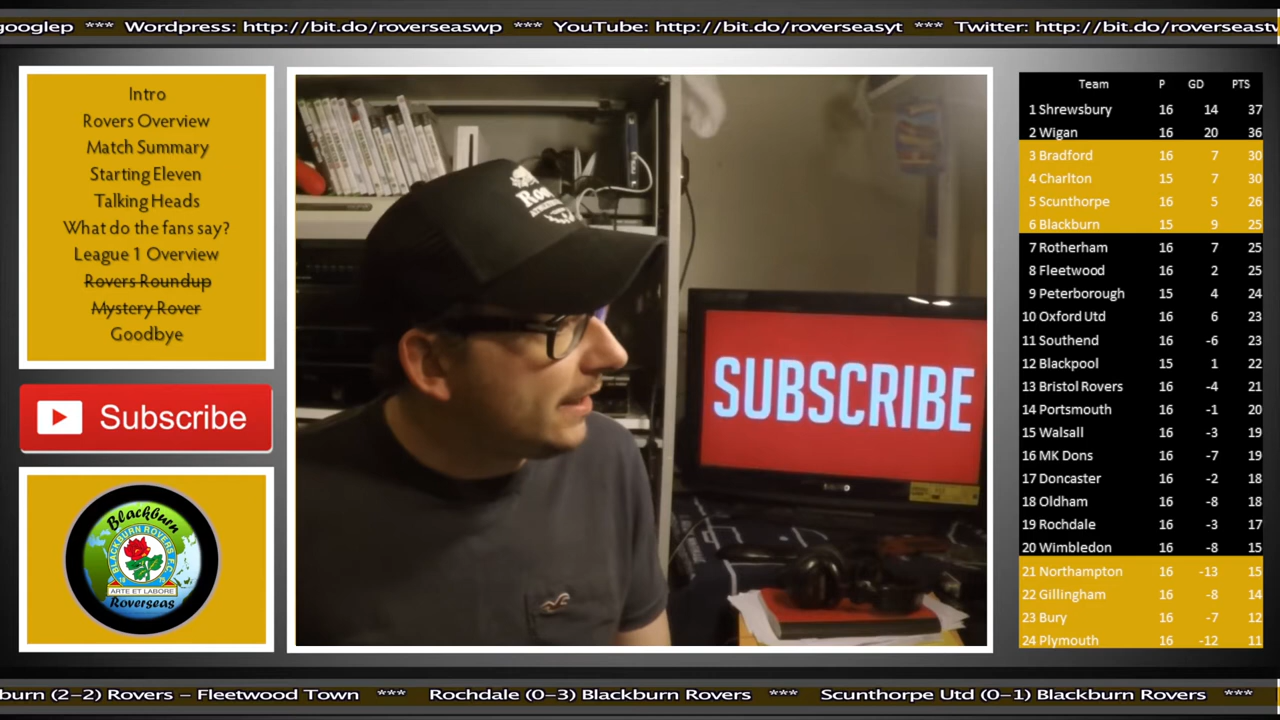 googlep *** Wordpress: http://bit.do/roverseaswp *** YouTube: http://bit.do/roverseasyt *** Twitter: http://bit.do/roverseastv
Intro
Rovers Overview
Match Summary
Starting Eleven
Talking Heads
What do the fans say?
League 1 Overview
Rovers Roundup
Mystery Rover
Goodbye
Subscribe
Blackburn
BLACKBURN ROVERS F.C.
18 75
ARTE ET LABORE
Roverseas
SUBSCRIBE
SONY
Team P GD PTS
1 Shrewsbury 16 14 37
2 Wigan 16 20 36
3 Bradford 16 7 30
4 Charlton 15 7 30
5 Scunthorpe 16 5 26
6 Blackburn 15 9 25
7 Rotherham 16 7 25
8 Fleetwood 16 2 25
9 Peterborough 15 4 24
10 Oxford Utd 16 6 23
11 Southend 16 -6 23
12 Blackpool 15 1 22
13 Bristol Rovers 16 -4 21
14 Portsmouth 16 -1 20
15 Walsall 16 -3 19
16 MK Dons 16 -7 19
17 Doncaster 16 -2 18
18 Oldham 16 -8 18
19 Rochdale 16 -3 17
20 Wimbledon 16 -8 15
21 Northampton 16 -13 15
22 Gillingham 16 -8 14
23 Bury 16 -7 12
24 Plymouth 16 -12 11
burn (2-2) Rovers – Fleetwood Town *** Rochdale (0-3) Blackburn Rovers *** Scunthorpe Utd (0-1) Blackburn Rovers ***